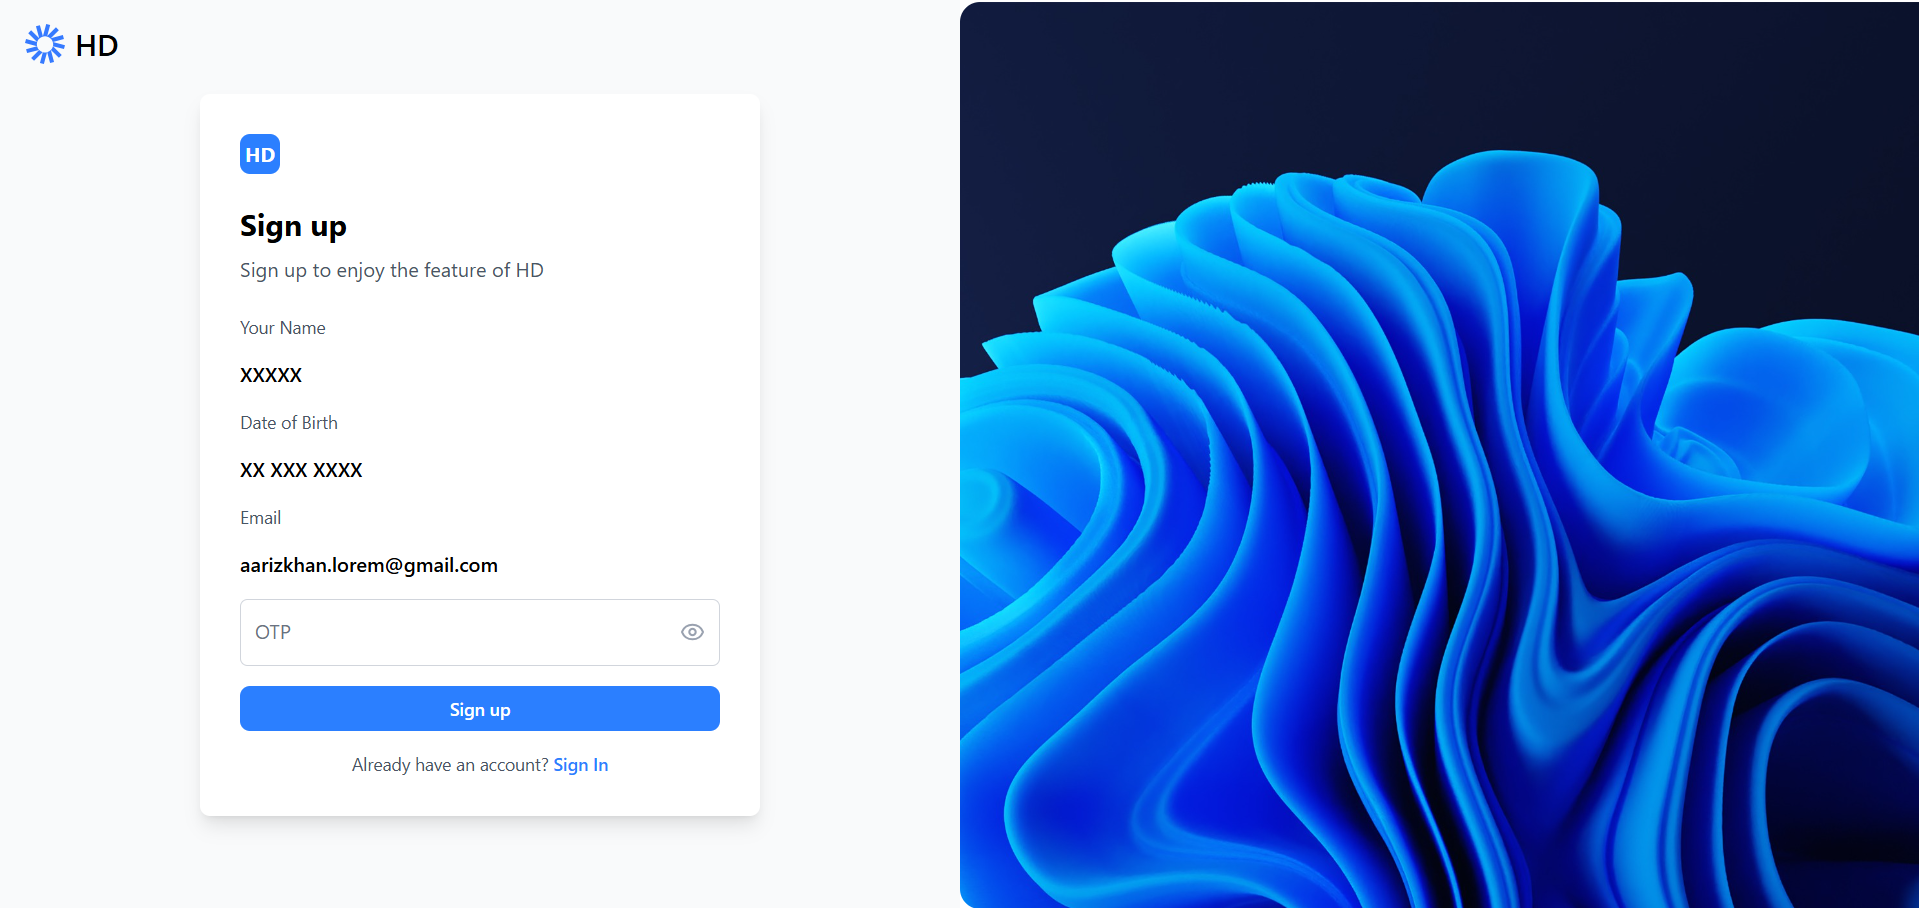 HD
HD
Sign up
Sign up to enjoy the feature of HD
Your Name
XXXXX
Date of Birth
XX XXX XXXX
Email
aarizkhan.lorem@gmail.com
OTP
Sign up
Already have an account? Sign In